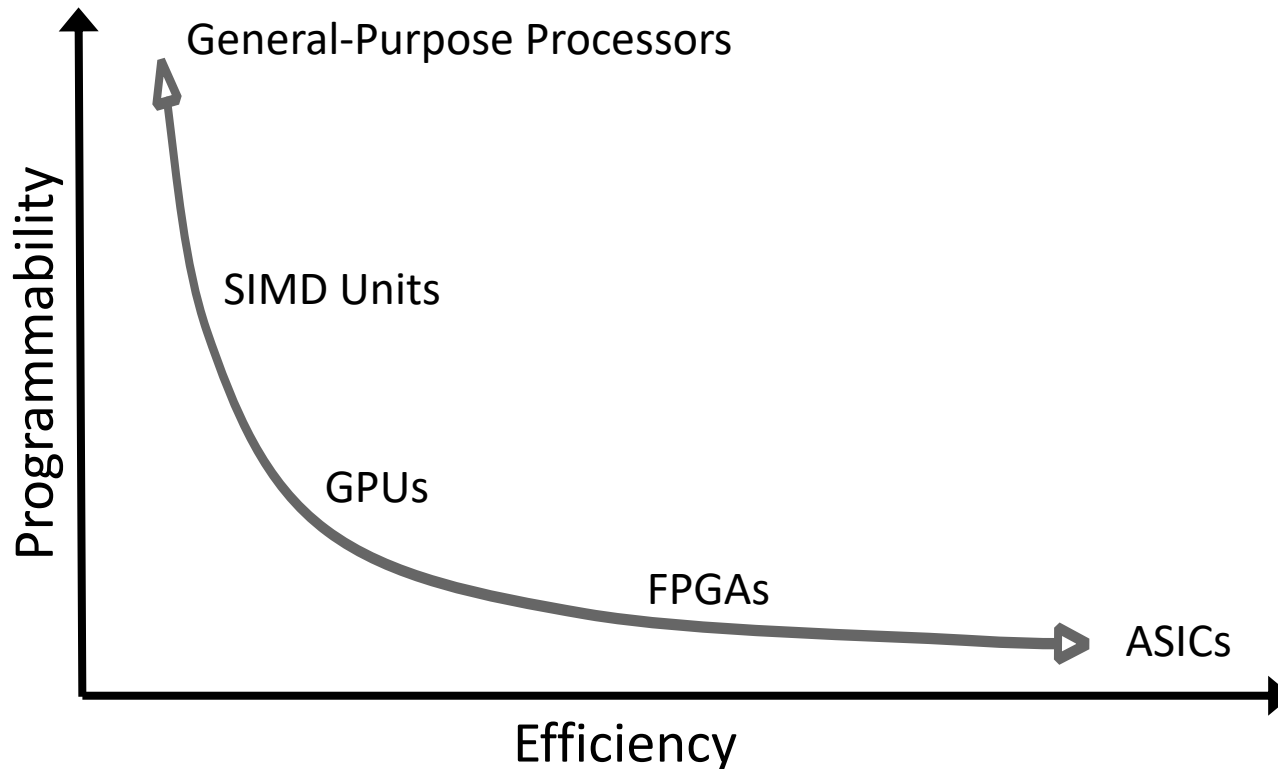 General-Purpose Processors
Programmability
SIMD Units
GPUs
FPGAs
ASICs
Efficiency